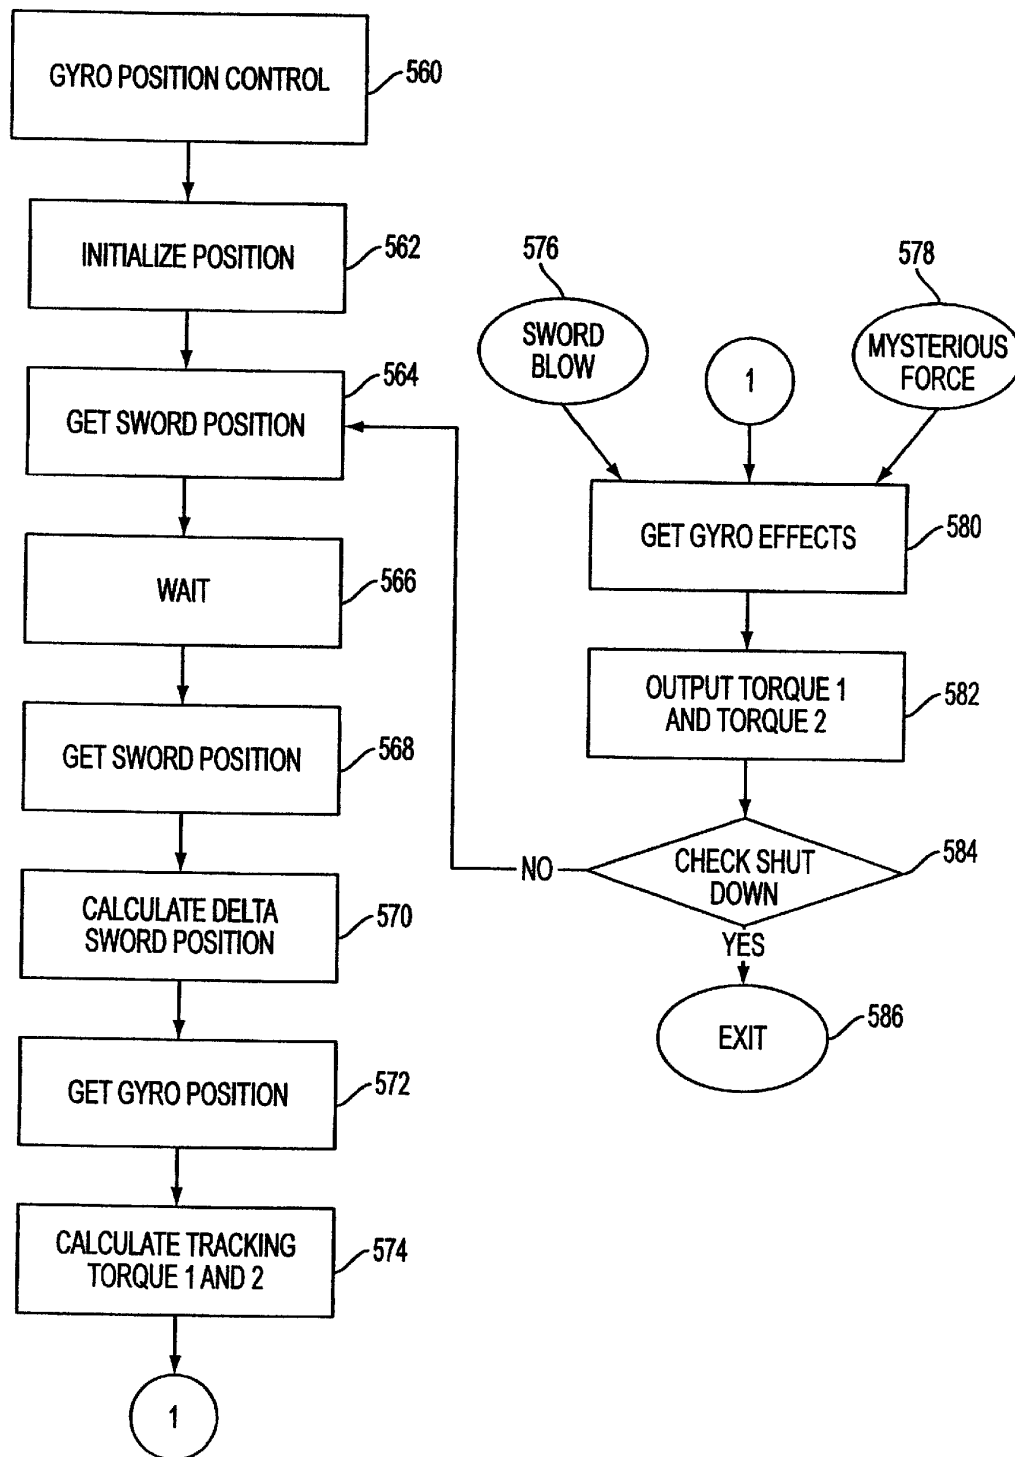 GYRO POSITION CONTROL
560
INITIALIZE POSITION
562
564
GET SWORD POSITION
WAIT
566
GET SWORD POSITION
568
CALCULATE DELTA
SWORD POSITION
570
GET GYRO POSITION
572
CALCULATE TRACKING
TORQUE 1 AND 2
574
1
576
SWORD
BLOW
1
578
MYSTERIOUS
FORCE
GET GYRO EFFECTS
580
OUTPUT TORQUE 1
AND TORQUE 2
582
CHECK SHUT
DOWN
584
NO
YES
EXIT
586